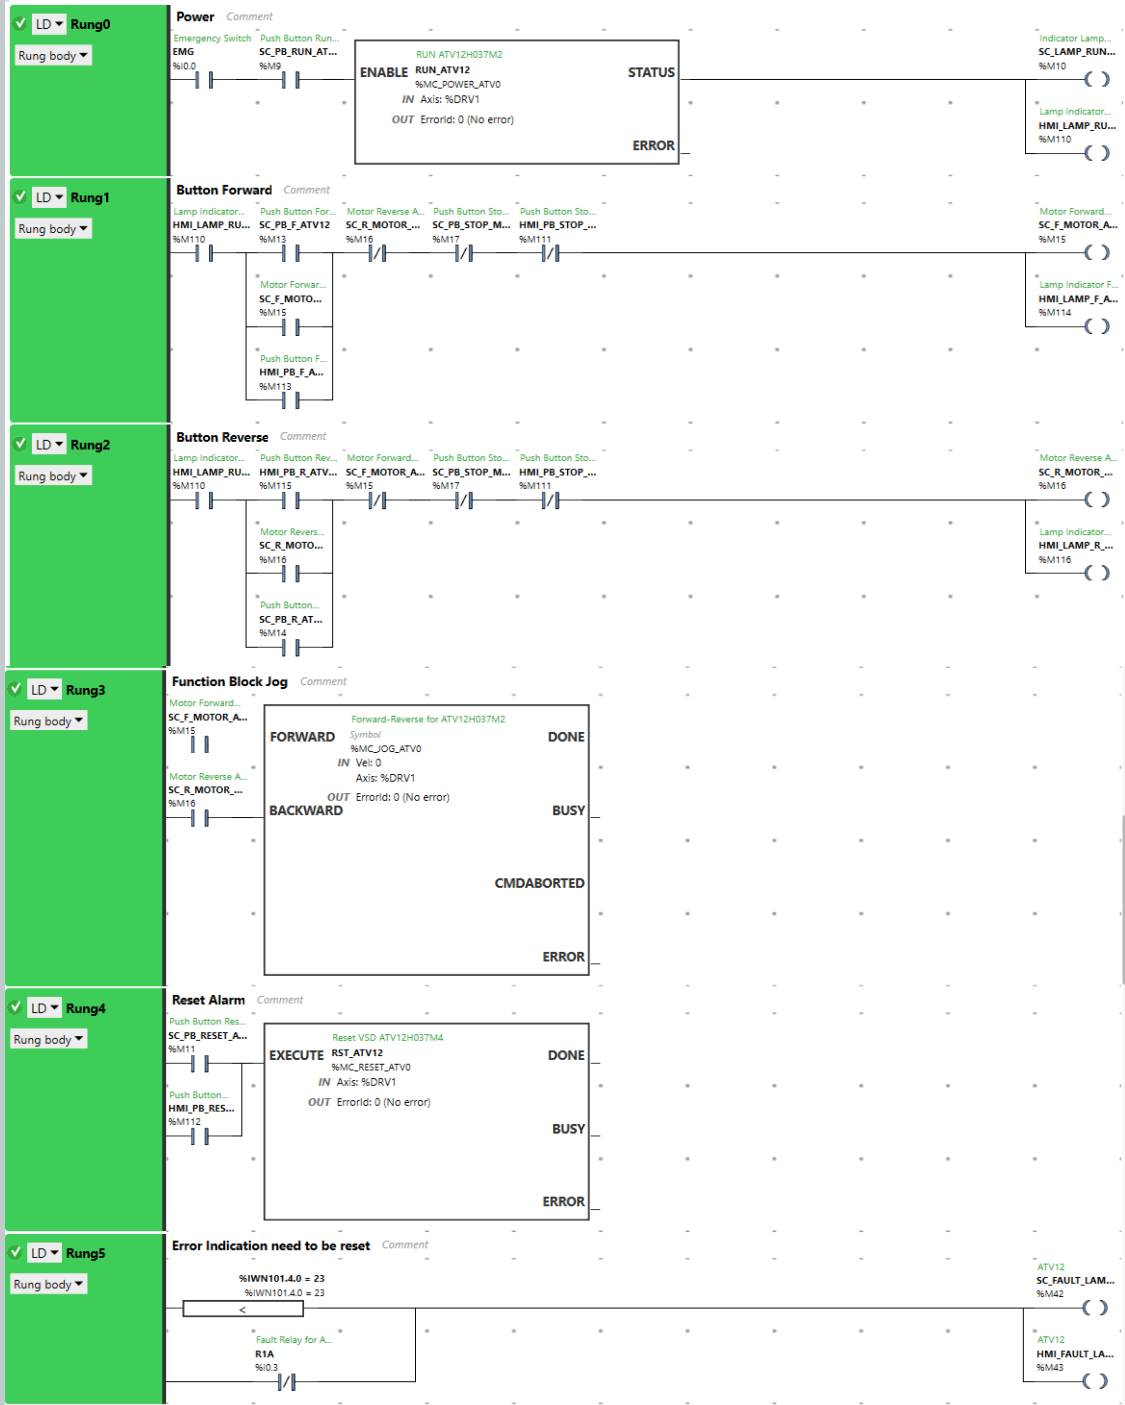 LD Rung0
Rung body
Power Comment
Emergency Switch Push Button Run...
EMG SC_PB_RUN_AT...
%I0.0 %M9
RUN ATV12H037M2
ENABLE RUN_ATV12 STATUS
%MC_POWER_ATV0
IN Axis: %DRV1
OUT ErrorId: 0 (No error)
ERROR
Indicator Lamp...
SC_LAMP_RUN...
%M10
Lamp Indicator...
HMI_LAMP_RU...
%M110
LD Rung1
Rung body
Button Forward Comment
Lamp Indicator... Push Button For... Motor Reverse A... Push Button Sto... Push Button Sto... Motor Forward...
HMI_LAMP_RU... SC_PB_F_ATV12 SC_R_MOTOR_... SC_PB_STOP_M... HMI_PB_STOP_... SC_F_MOTOR_A...
%M110 %M13 %M16 %M17 %M111 %M15
Motor Forwar... Lamp Indicator F...
SC_F_MOTO... HMI_LAMP_F_A...
%M15 %M114
Push Button F...
HMI_PB_F_A...
%M113
LD Rung2
Rung body
Button Reverse Comment
Lamp Indicator... Push Button Rev... Motor Forward... Push Button Sto... Push Button Sto... Motor Reverse A...
HMI_LAMP_RU... HMI_PB_R_ATV... SC_F_MOTOR_A... SC_PB_STOP_M... HMI_PB_STOP_... SC_R_MOTOR_...
%M110 %M115 %M15 %M17 %M111 %M16
Motor Revers... Lamp Indicator...
SC_R_MOTO... HMI_LAMP_R_...
%M16 %M116
Push Button...
SC_PB_R_AT...
%M14
LD Rung3
Rung body
Function Block Jog Comment
Motor Forward...
SC_F_MOTOR_A...
%M15
Motor Reverse A...
SC_R_MOTOR_...
%M16
Forward-Reverse for ATV12H037M2
FORWARD Symbol DONE
%MC_JOG_ATV0
IN Vel: 0
Axis: %DRV1
OUT ErrorId: 0 (No error)
BACKWARD BUSY
CMDABORTED
ERROR
LD Rung4
Rung body
Reset Alarm Comment
Push Button Res...
SC_PB_RESET_A...
%M11
Push Button...
HMI_PB_RES...
%M112
Reset VSD ATV12H037M4
EXECUTE RST_ATV12 DONE
%MC_RESET_ATV0
IN Axis: %DRV1
OUT ErrorId: 0 (No error)
BUSY
ERROR
LD Rung5
Rung body
Error Indication need to be reset Comment
%IWN101.4.0 = 23
%IWN101.4.0 = 23
<
Fault Relay for A...
R1A
%I0.3
ATV12
SC_FAULT_LAM...
%M42
ATV12
HMI_FAULT_LA...
%M43